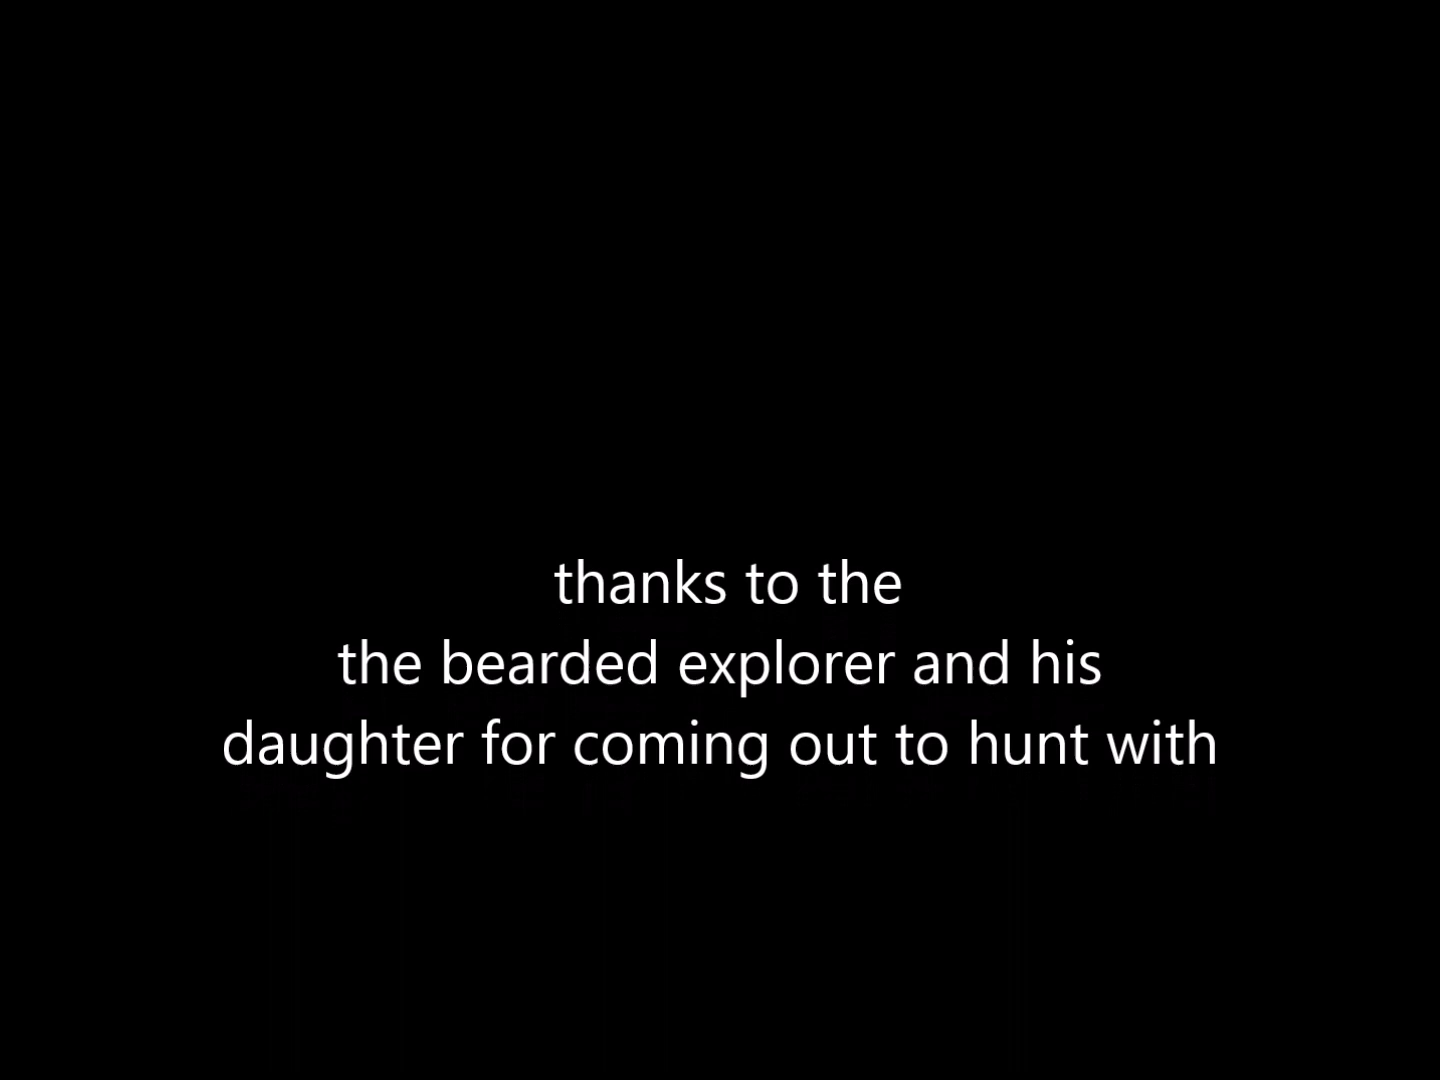 thanks to the
the bearded explorer and his
daughter for coming out to hunt with